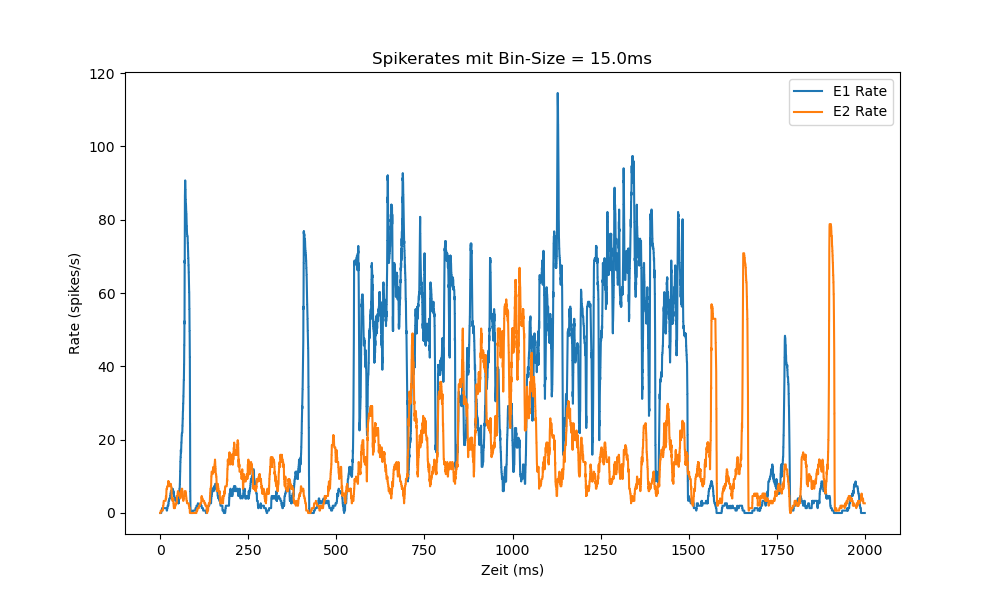 Spikerates mit Bin-Size = 15.0ms
E1 Rate
E2 Rate
Rate (spikes/s)
120
100
80
60
40
20
0
0 250 500 750 1000 1250 1500 1750 2000
Zeit (ms)